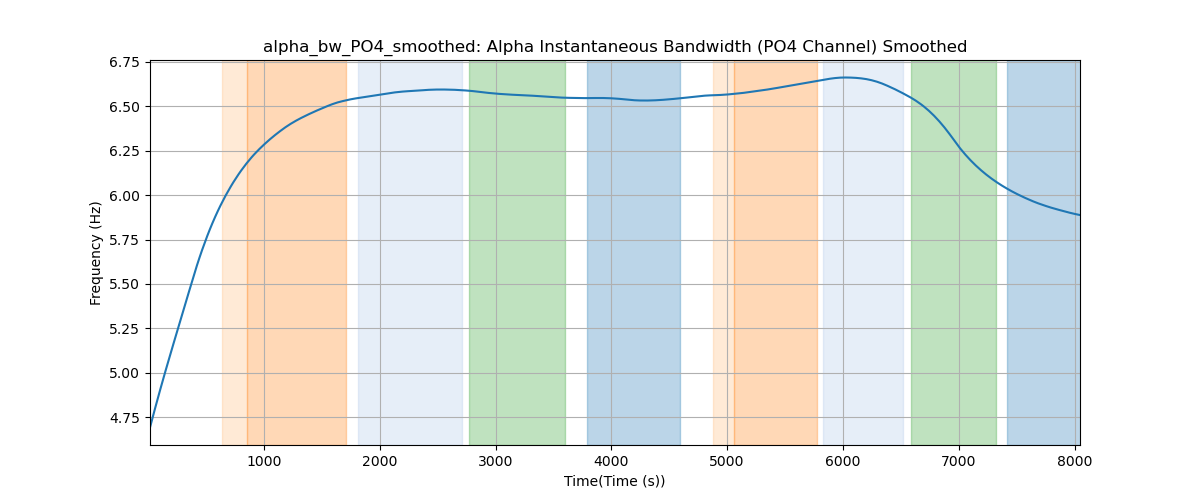 alpha_bw_PO4_smoothed: Alpha Instantaneous Bandwidth (PO4 Channel) Smoothed
6.75
6.50
6.25
6.00
5.75
5.50
5.25
5.00
4.75
Frequency (Hz)
1000 2000 3000 4000 5000 6000 7000 8000
Time(Time (s))